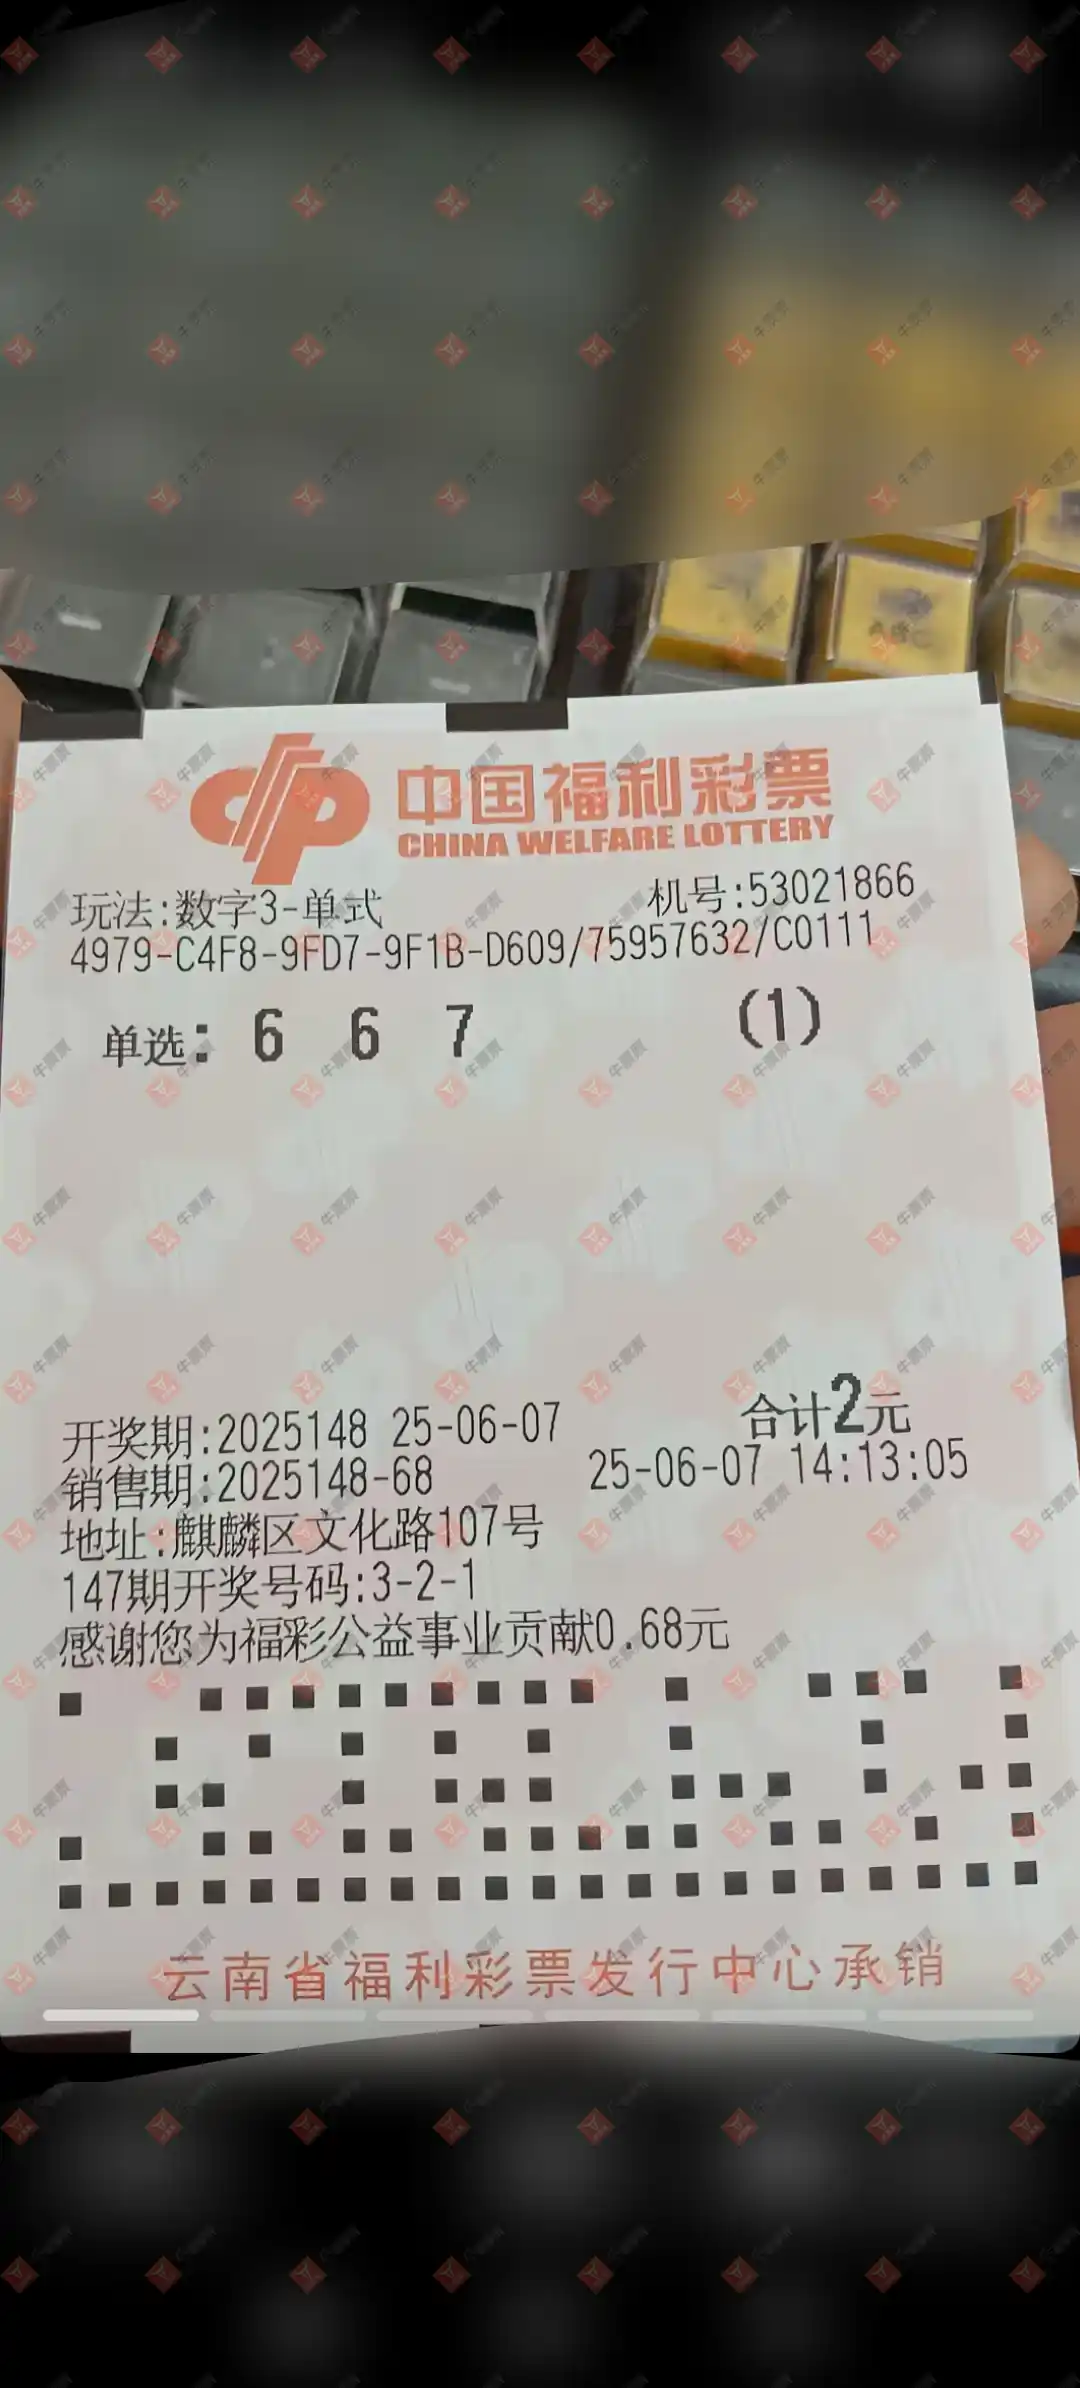 中国福利彩票
CHINA WELFARE LOTTERY
玩法:数字3-单式 机号:53021866
4979-C4F8-9FD7-9F1B-D609/75957632/C0111
单选: 6 6 7 (1)
合计2元
开奖期:2025148 25-06-07
销售期:2025148-68 25-06-07 14:13:05
地址:麒麟区文化路107号
147期开奖号码:3-2-1
感谢您为福彩公益事业贡献0.68元
云南省福利彩票发行中心承销
牛票票